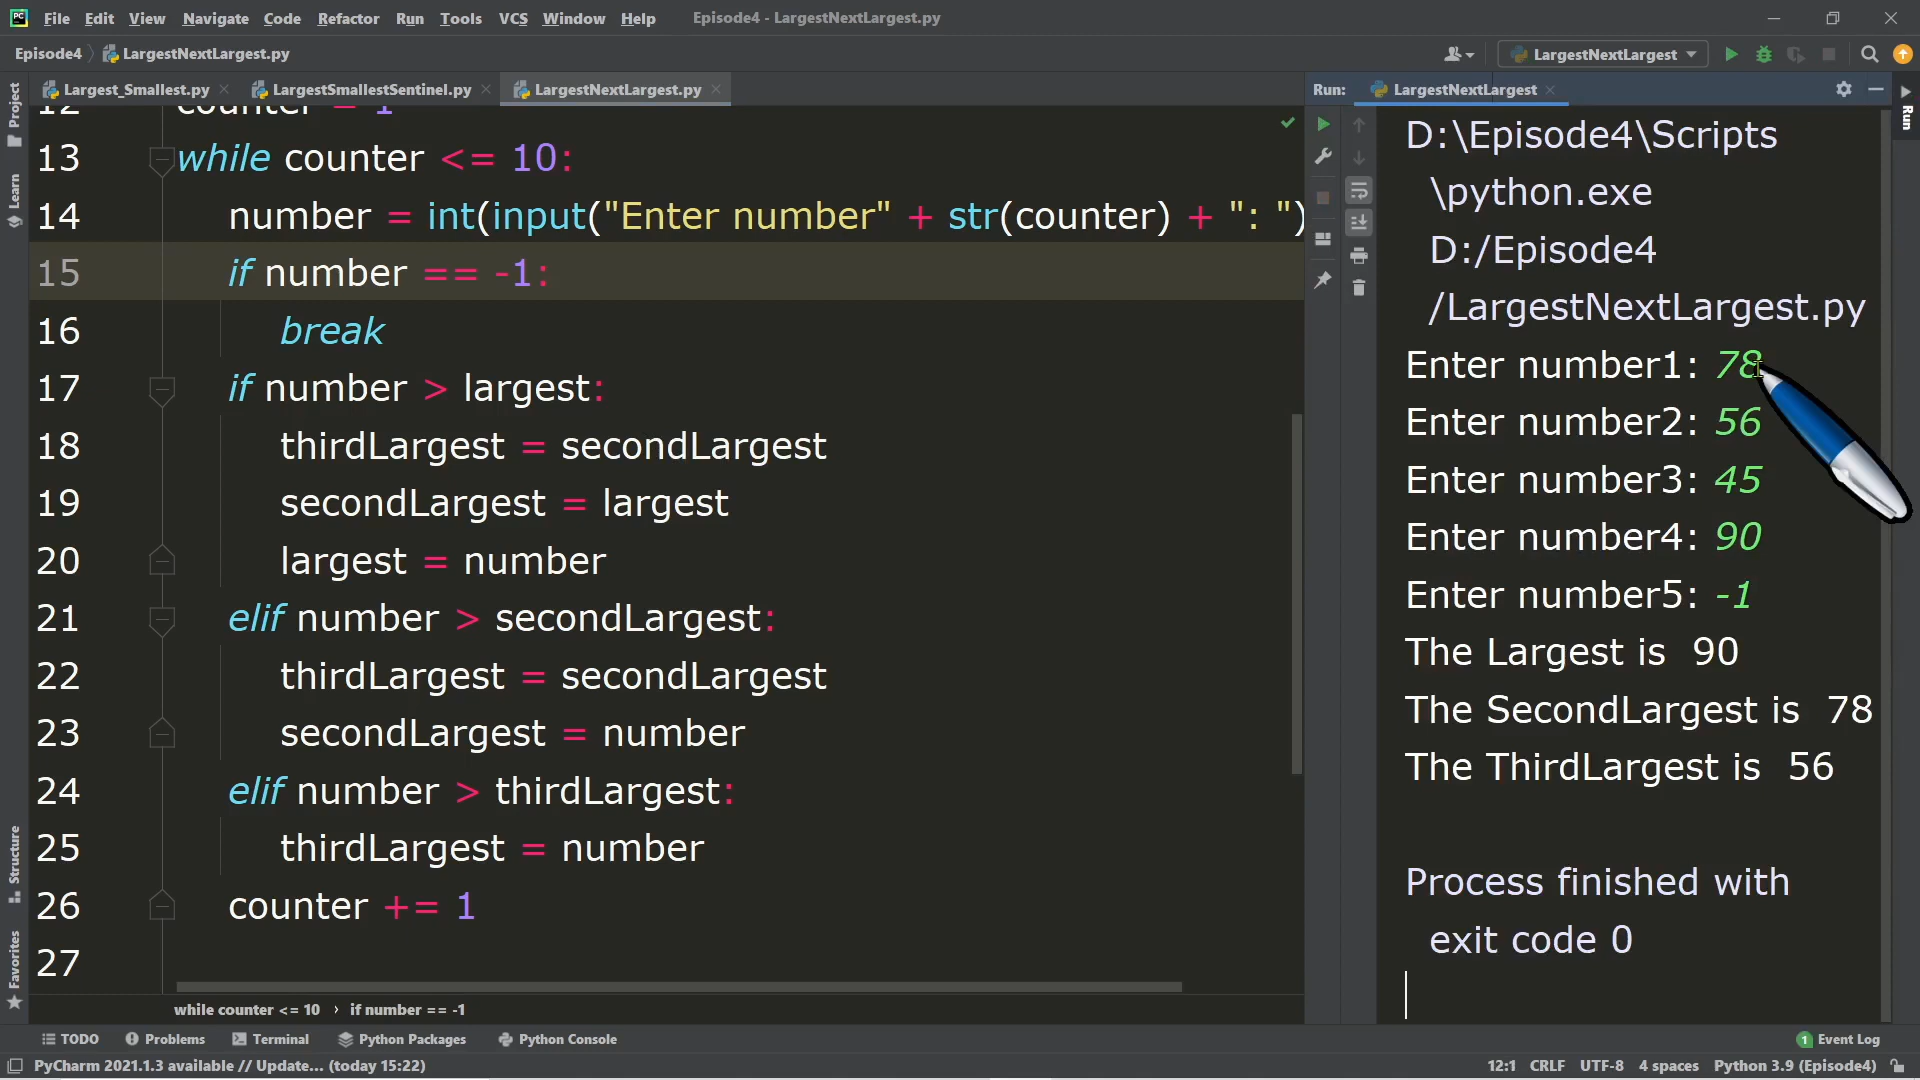 File Edit View Navigate Code Refactor Run Tools VCS Window Help Episode4 - LargestNextLargest.py
Episode4 LargestNextLargest.py LargestNextLargest
Largest_Smallest.py LargestSmallestSentinel.py LargestNextLargest.py
Project
Learn
Structure
Favorites
12 counter = 1
13 while counter <= 10:
14 number = int(input("Enter number" + str(counter) + ": ")
15 if number == -1:
16 break
17 if number > largest:
18 thirdLargest = secondLargest
19 secondLargest = largest
20 largest = number
21 elif number > secondLargest:
22 thirdLargest = secondLargest
23 secondLargest = number
24 elif number > thirdLargest:
25 thirdLargest = number
26 counter += 1
27
while counter <= 10 › if number == -1
Run: LargestNextLargest
Run
D:\Episode4\Scripts
\python.exe
D:/Episode4
/LargestNextLargest.py
Enter number1: 78
Enter number2: 56
Enter number3: 45
Enter number4: 90
Enter number5: -1
The Largest is 90
The SecondLargest is 78
The ThirdLargest is 56
Process finished with
exit code 0
TODO Problems Terminal Python Packages Python Console 1 Event Log
PyCharm 2021.1.3 available // Update... (today 15:22) 12:1 CRLF UTF-8 4 spaces Python 3.9 (Episode4)